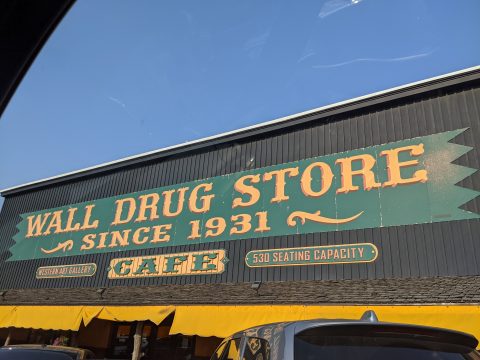 WALL DRUG STORE
SINCE 1931
WESTERN ART GALLERY
CAFE
530 SEATING CAPACITY